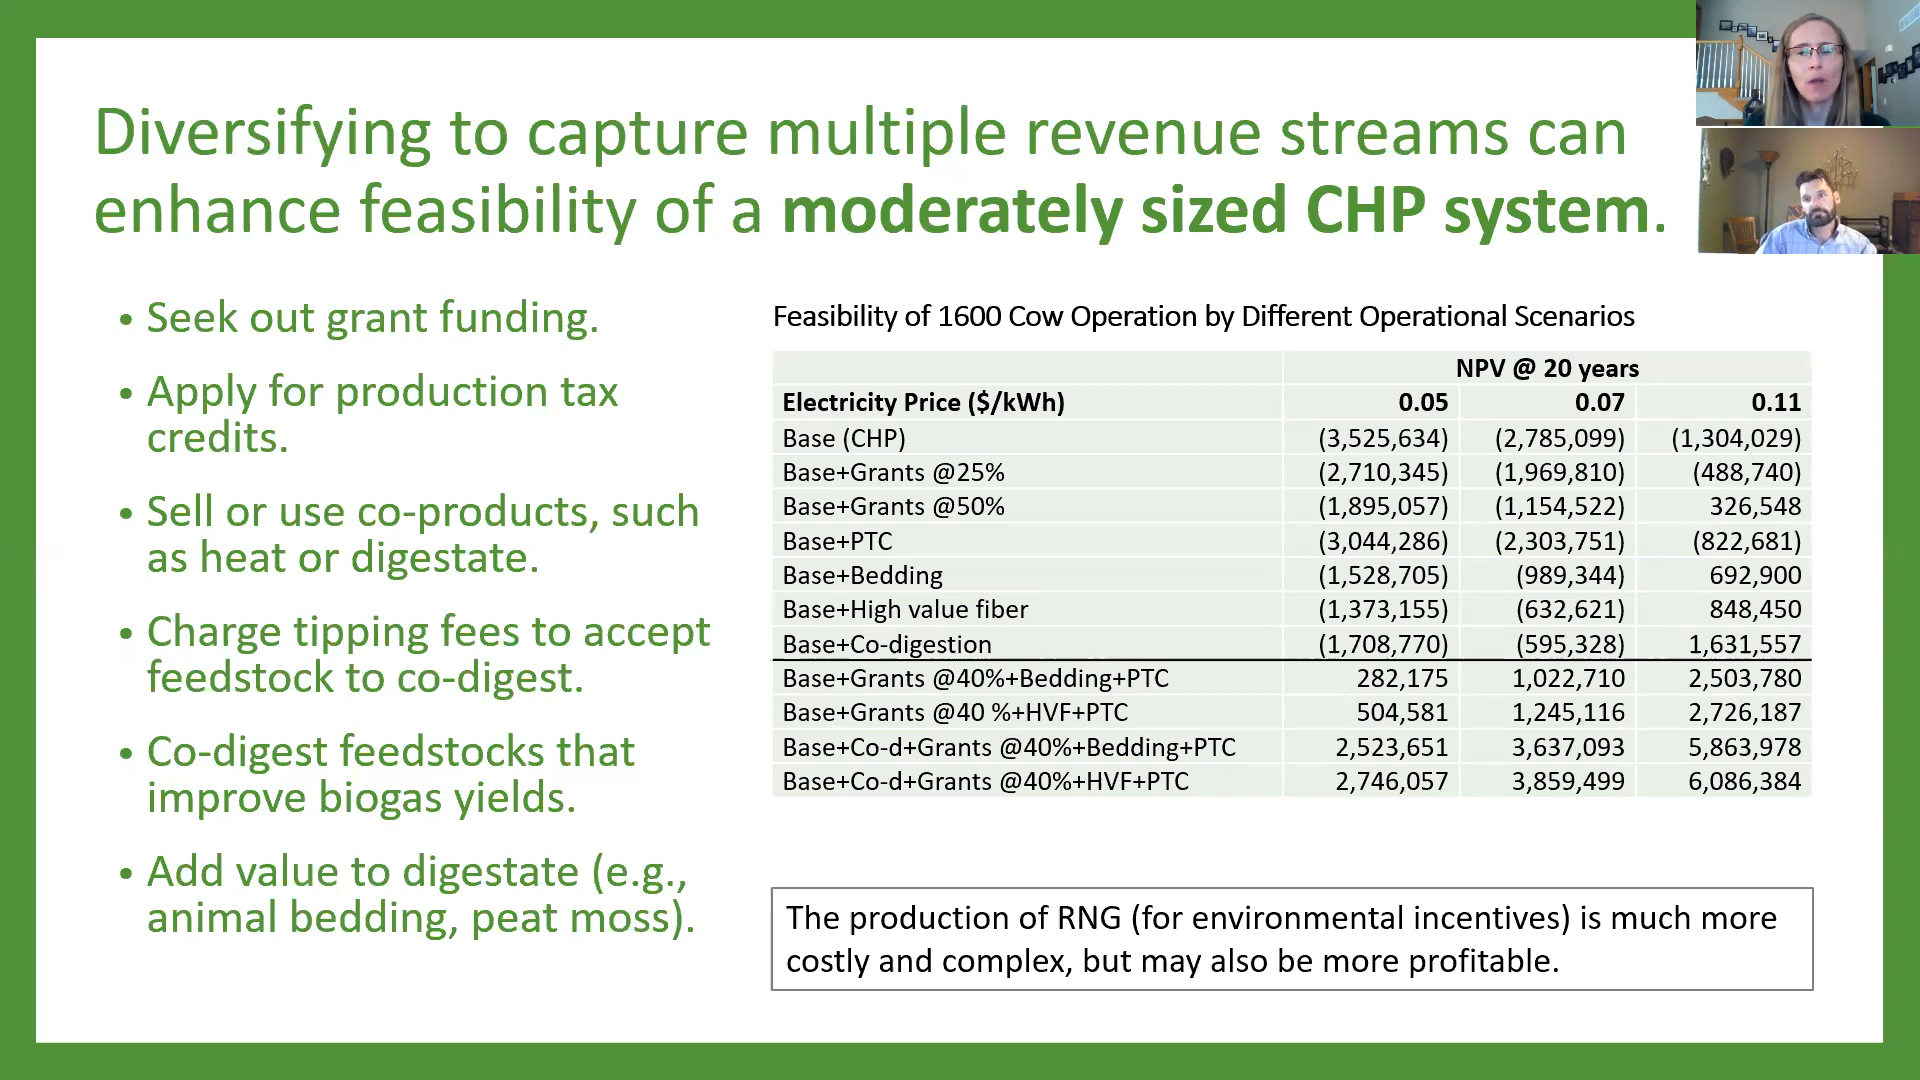 Diversifying to capture multiple revenue streams can
enhance feasibility of a moderately sized CHP system.
• Seek out grant funding.
• Apply for production tax
credits.
• Sell or use co-products, such
as heat or digestate.
• Charge tipping fees to accept
feedstock to co-digest.
• Co-digest feedstocks that
improve biogas yields.
• Add value to digestate (e.g.,
animal bedding, peat moss).
Feasibility of 1600 Cow Operation by Different Operational Scenarios
NPV @ 20 years
Electricity Price ($/kWh) 0.05 0.07 0.11
Base (CHP) (3,525,634) (2,785,099) (1,304,029)
Base+Grants @25% (2,710,345) (1,969,810) (488,740)
Base+Grants @50% (1,895,057) (1,154,522) 326,548
Base+PTC (3,044,286) (2,303,751) (822,681)
Base+Bedding (1,528,705) (989,344) 692,900
Base+High value fiber (1,373,155) (632,621) 848,450
Base+Co-digestion (1,708,770) (595,328) 1,631,557
Base+Grants @40%+Bedding+PTC 282,175 1,022,710 2,503,780
Base+Grants @40 %+HVF+PTC 504,581 1,245,116 2,726,187
Base+Co-d+Grants @40%+Bedding+PTC 2,523,651 3,637,093 5,863,978
Base+Co-d+Grants @40%+HVF+PTC 2,746,057 3,859,499 6,086,384
The production of RNG (for environmental incentives) is much more
costly and complex, but may also be more profitable.